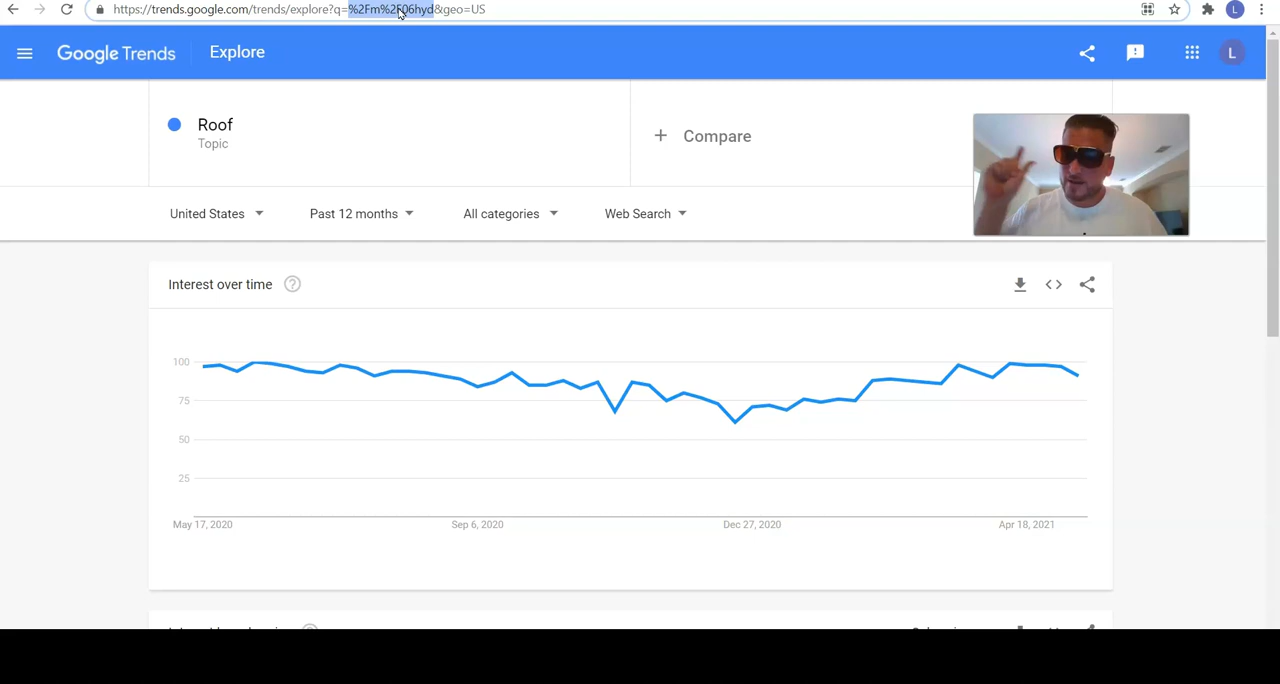 https://trends.google.com/trends/explore?q=%2Fm%2F06hyd&geo=US
L
Google Trends
Explore
L
Roof
Topic
+ Compare
United States
Past 12 months
All categories
Web Search
Interest over time
100
75
50
25
May 17, 2020
Sep 6, 2020
Dec 27, 2020
Apr 18, 2021